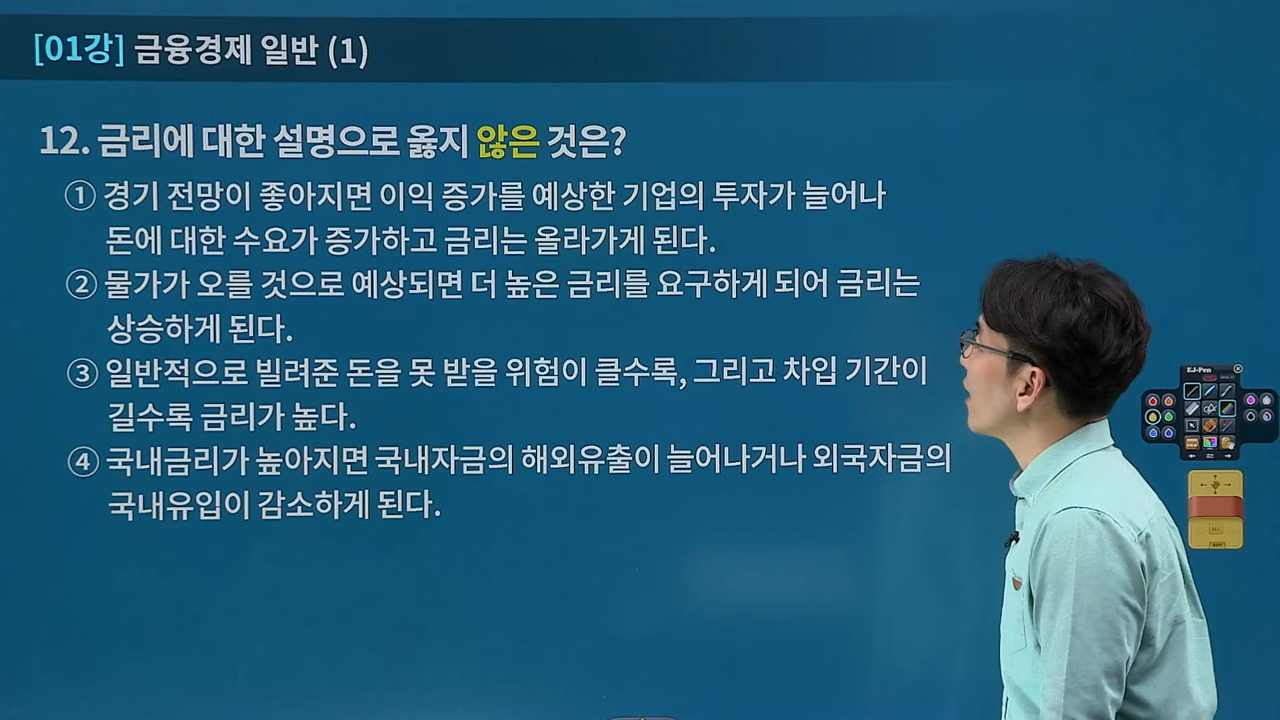 [01강] 금융경제 일반 (1)
12. 금리에 대한 설명으로 옳지 않은 것은?
① 경기 전망이 좋아지면 이익 증가를 예상한 기업의 투자가 늘어나
돈에 대한 수요가 증가하고 금리는 올라가게 된다.
② 물가가 오를 것으로 예상되면 더 높은 금리를 요구하게 되어 금리는
상승하게 된다.
③ 일반적으로 빌려준 돈을 못 받을 위험이 클수록, 그리고 차입 기간이
길수록 금리가 높다.
④ 국내금리가 높아지면 국내자금의 해외유출이 늘어나거나 외국자금의
국내유입이 감소하게 된다.
EJ-Pen